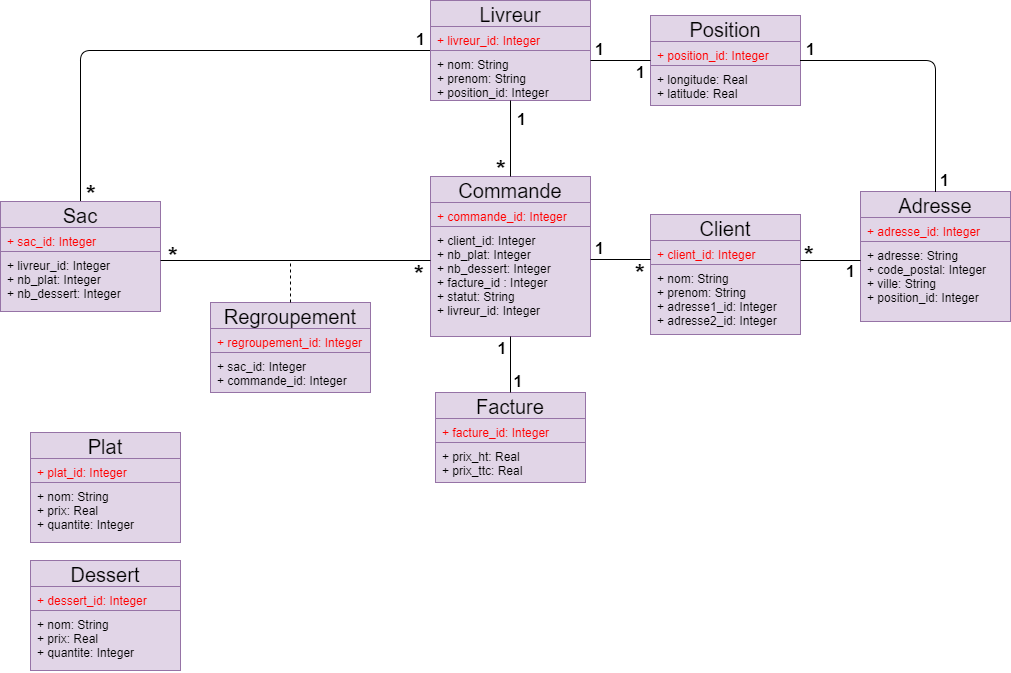 Livreur
+ livreur_id: Integer
+ nom: String
+ prenom: String
+ position_id: Integer
Position
+ position_id: Integer
+ longitude: Real
+ latitude: Real
1
1
1
1
1
*
*
1
Sac
+ sac_id: Integer
+ livreur_id: Integer
+ nb_plat: Integer
+ nb_dessert: Integer
*
*
Commande
+ commande_id: Integer
+ client_id: Integer
+ nb_plat: Integer
+ nb_dessert: Integer
+ facture_id : Integer
+ statut: String
+ livreur_id: Integer
1
*
Client
+ client_id: Integer
+ nom: String
+ prenom: String
+ adresse1_id: Integer
+ adresse2_id: Integer
*
1
Adresse
+ adresse_id: Integer
+ adresse: String
+ code_postal: Integer
+ ville: String
+ position_id: Integer
Regroupement
+ regroupement_id: Integer
+ sac_id: Integer
+ commande_id: Integer
1
1
Facture
+ facture_id: Integer
+ prix_ht: Real
+ prix_ttc: Real
Plat
+ plat_id: Integer
+ nom: String
+ prix: Real
+ quantite: Integer
Dessert
+ dessert_id: Integer
+ nom: String
+ prix: Real
+ quantite: Integer